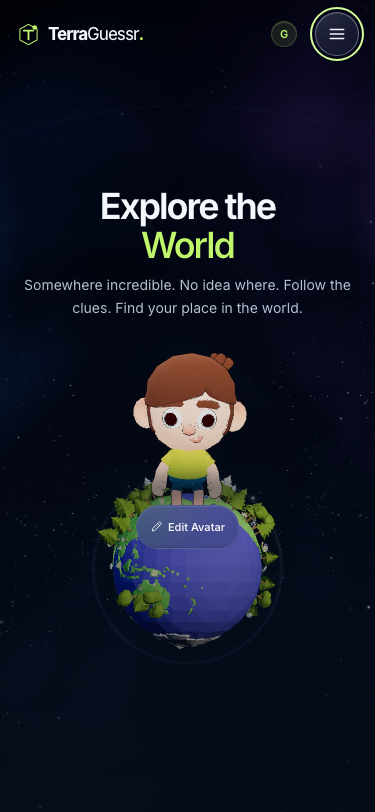 TerraGuessr.
G
Explore the
World
Somewhere incredible. No idea where. Follow the
clues. Find your place in the world.
Edit Avatar